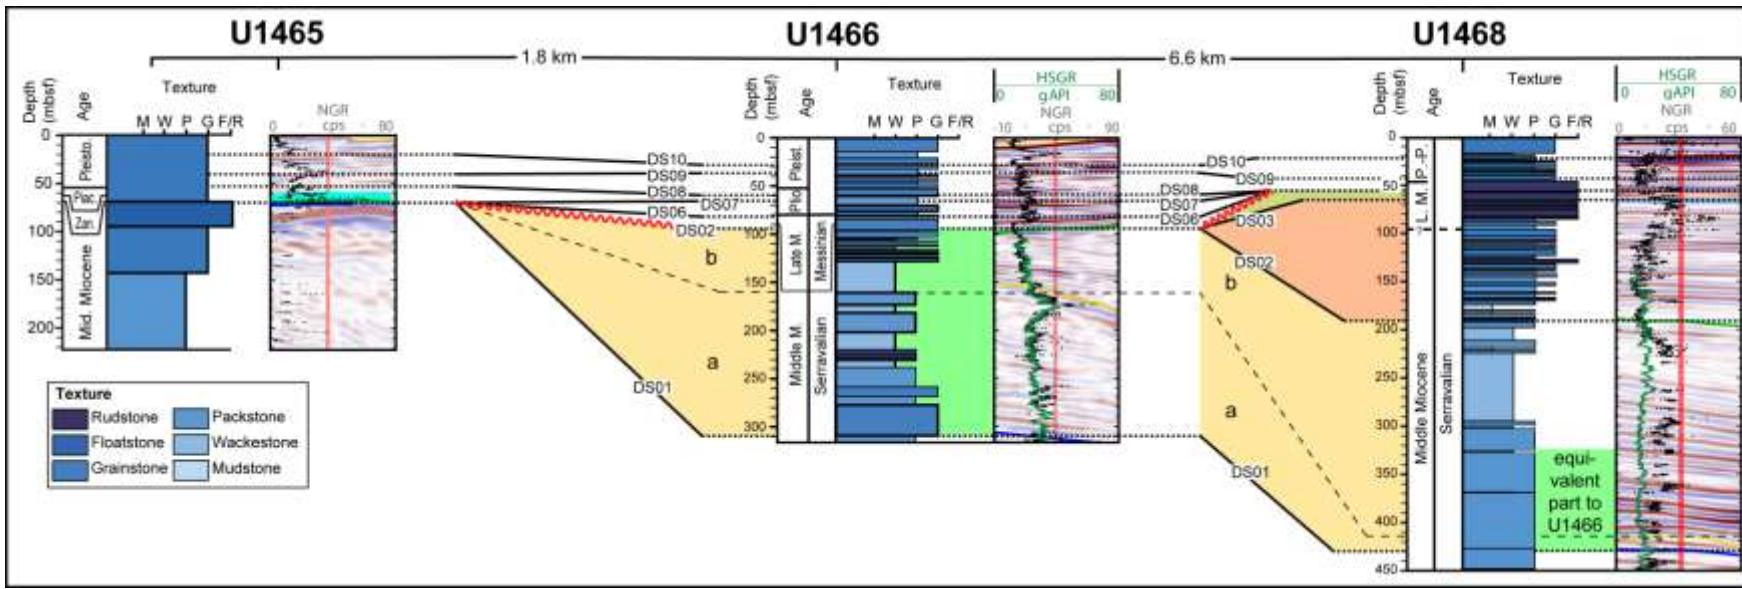 U1465
U1466
U1468
1.8 km
6.6 km
Depth (mbsf)
Age
Texture
M W P G F/R
NGR
cps
0 80
0
50
100
150
200
Pleisto.
Piac.
Zan.
Mid. Miocene
DS10
DS09
DS08
DS07
DS06
DS02
DS01
b
a
Depth (mbsf)
Age
Texture
M W P G F/R
HSGR
0 gAPI 80
NGR
-10 cps 90
0
50
100
150
200
250
300
Pleist.
Plio
Late M.
Messinian
Middle M.
Serravalian
DS10
DS09
DS08
DS07
DS06
DS03
DS02
DS01
b
a
Depth (mbsf)
Age
Texture
M W P G F/R
HSGR
0 gAPI 80
NGR
0 cps 60
0
50
100
150
200
250
300
350
400
450
P.-P.
L. M.
?
Middle Miocene
Serravalian
equi-
valent
part to
U1466
Texture
Rudstone
Packstone
Floatstone
Wackestone
Grainstone
Mudstone